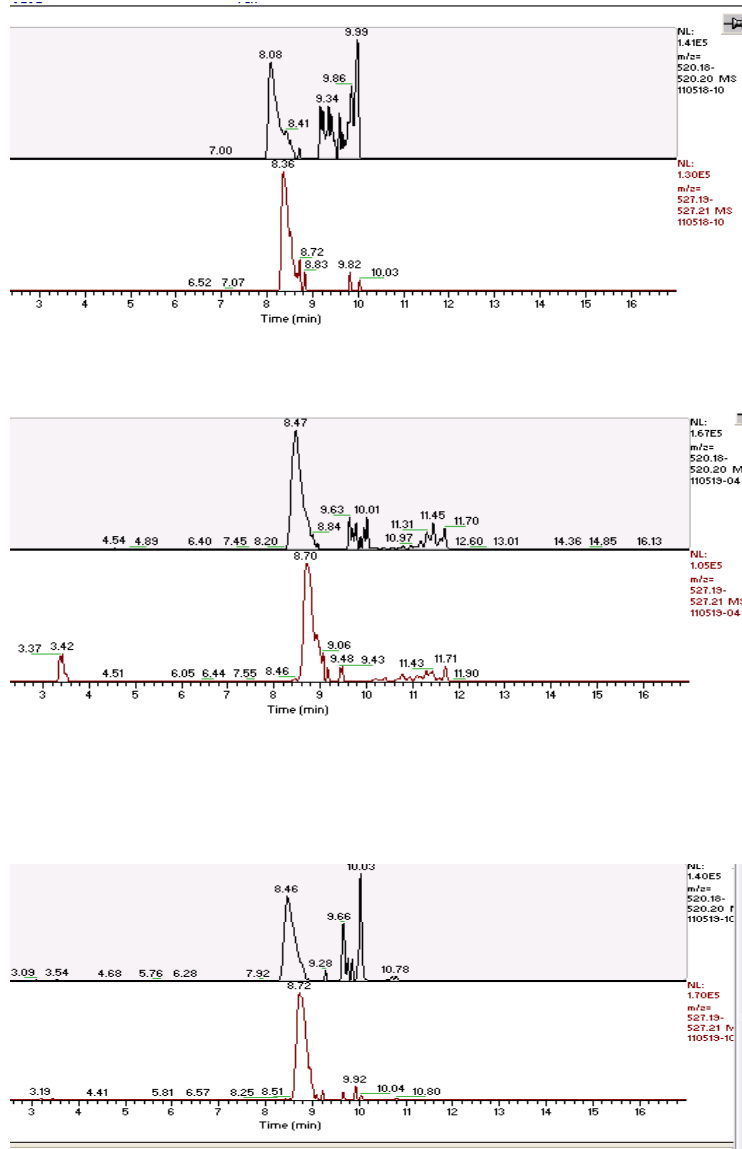 9.99
NL:
8.08
1.41E5
m/z=
9.86
520.18-
9.34
520.20 MS
8.41
110518-10
7.00
8.36
NL:
1.30E5
m/z=
527.19-
527.21 MS
8.72
110518-10
8.83 9.82
6.52 7.07 10.03
3 4 5 6 7 8 9 10 11 12 13 14 15 16
Time (min)
8.47
NL:
1.67E5
m/z=
520.18-
520.20 M
9.63 10.01 11.45
110519-04
8.84 11.31 11.70
4.54 4.89 6.40 7.45 8.20 10.97 12.60 13.01 14.36 14.85 16.13
8.70
NL:
1.05E5
m/z=
527.19-
527.21 MS
110519-04
3.37 3.42 9.06
9.48 9.43 11.43 11.71
4.51 6.05 6.44 7.55 8.46 11.90
3 4 5 6 7 8 9 10 11 12 13 14 15 16
Time (min)
10.03
NL:
1.40E5
8.46
m/z=
520.18-
9.66
520.20
110519-10
9.28 10.78
3.09 3.54 4.68 5.76 6.28 7.92
8.72
NL:
1.70E5
m/z=
527.19-
527.21
110519-10
9.92
3.19 4.41 5.81 6.57 8.25 8.51 10.04 10.80
3 4 5 6 7 8 9 10 11 12 13 14 15 16
Time (min)